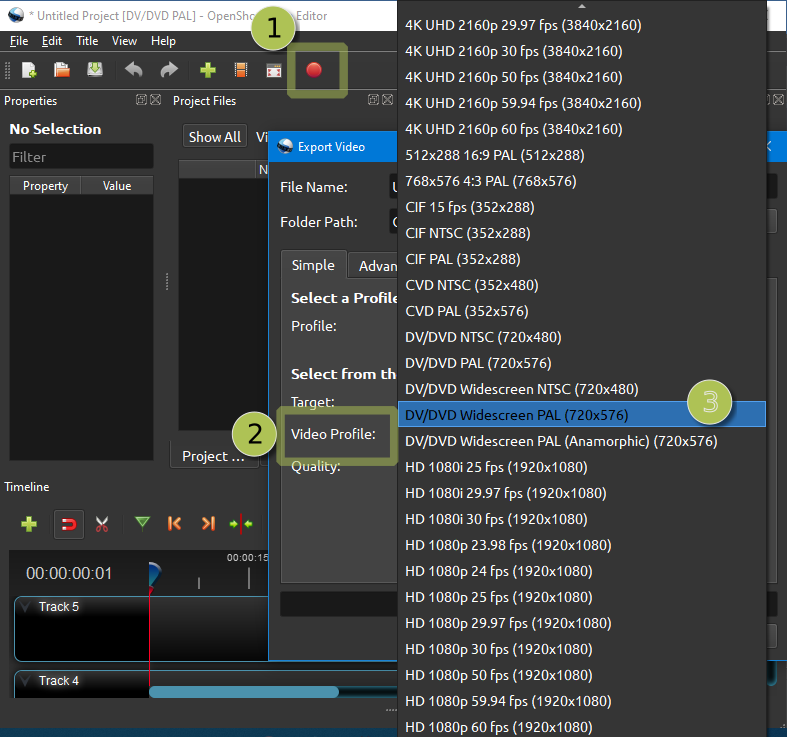 * Untitled Project [DV/DVD PAL] - OpenSho Editor
1
File Edit Title View Help
Properties
Project Files
No Selection
Filter
Property Value
Show All
Export Video
File Name:
Folder Path:
Simple
Advan
Select a Profile
Profile:
Select from th
Target:
2
Video Profile:
Quality:
Project ...
4K UHD 2160p 29.97 fps (3840x2160)
4K UHD 2160p 30 fps (3840x2160)
4K UHD 2160p 50 fps (3840x2160)
4K UHD 2160p 59.94 fps (3840x2160)
4K UHD 2160p 60 fps (3840x2160)
512x288 16:9 PAL (512x288)
768x576 4:3 PAL (768x576)
CIF 15 fps (352x288)
CIF NTSC (352x288)
CIF PAL (352x288)
CVD NTSC (352x480)
CVD PAL (352x576)
DV/DVD NTSC (720x480)
DV/DVD PAL (720x576)
DV/DVD Widescreen NTSC (720x480)
DV/DVD Widescreen PAL (720x576)
3
DV/DVD Widescreen PAL (Anamorphic) (720x576)
HD 1080i 25 fps (1920x1080)
HD 1080i 29.97 fps (1920x1080)
HD 1080i 30 fps (1920x1080)
HD 1080p 23.98 fps (1920x1080)
HD 1080p 24 fps (1920x1080)
HD 1080p 25 fps (1920x1080)
HD 1080p 29.97 fps (1920x1080)
HD 1080p 30 fps (1920x1080)
HD 1080p 50 fps (1920x1080)
HD 1080p 59.94 fps (1920x1080)
HD 1080p 60 fps (1920x1080)
Timeline
00:00:00:01
00:00:15
Track 5
Track 4